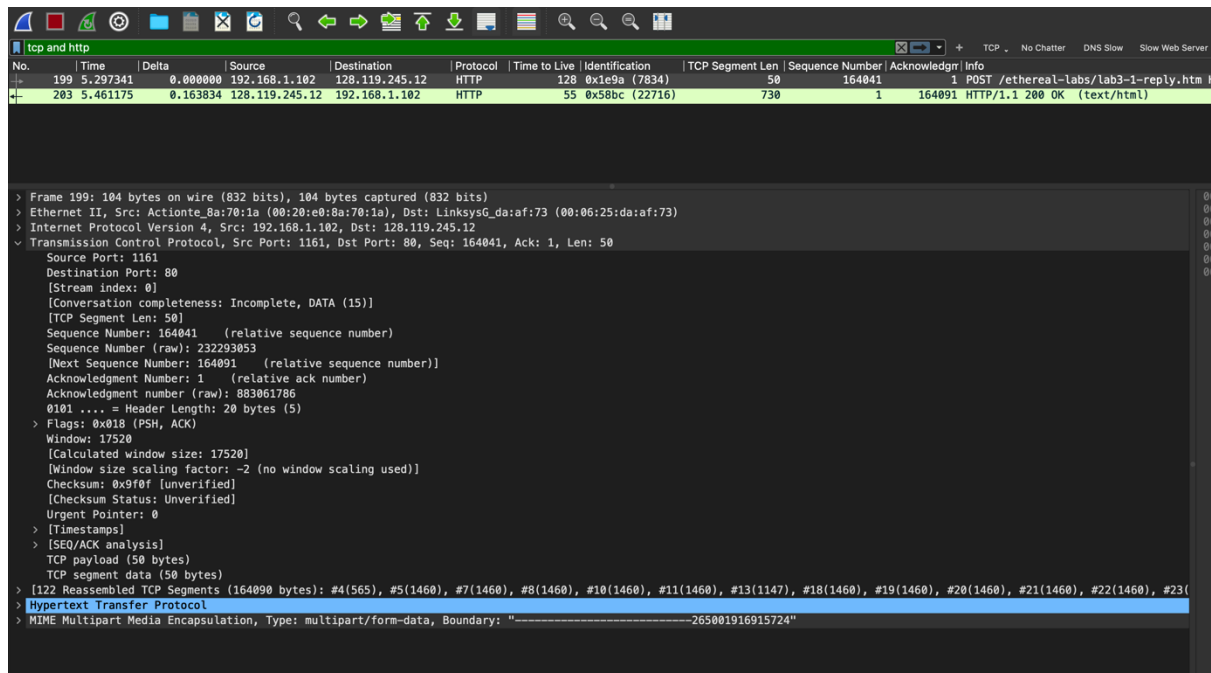 tcp and http
+ TCP No Chatter DNS Slow Slow Web Server
No. Time Delta Source Destination Protocol Time to Live Identification TCP Segment Len Sequence Number Acknowledgm Info
199 5.297341 0.000000 192.168.1.102 128.119.245.12 HTTP 128 0x1e9a (7834) 50 164041 1 POST /ethereal-labs/lab3-1-reply.htm
203 5.461175 0.163834 128.119.245.12 192.168.1.102 HTTP 55 0x58bc (22716) 730 1 164091 HTTP/1.1 200 OK (text/html)
> Frame 199: 104 bytes on wire (832 bits), 104 bytes captured (832 bits)
> Ethernet II, Src: Actionte_8a:70:1a (00:20:e0:8a:70:1a), Dst: LinksysG_da:af:73 (00:06:25:da:af:73)
> Internet Protocol Version 4, Src: 192.168.1.102, Dst: 128.119.245.12
Transmission Control Protocol, Src Port: 1161, Dst Port: 80, Seq: 164041, Ack: 1, Len: 50
Source Port: 1161
Destination Port: 80
[Stream index: 0]
[Conversation completeness: Incomplete, DATA (15)]
[TCP Segment Len: 50]
Sequence Number: 164041 (relative sequence number)
Sequence Number (raw): 232293053
[Next Sequence Number: 164091 (relative sequence number)]
Acknowledgment Number: 1 (relative ack number)
Acknowledgment number (raw): 883061786
0101 .... = Header Length: 20 bytes (5)
> Flags: 0x018 (PSH, ACK)
Window: 17520
[Calculated window size: 17520]
[Window size scaling factor: -2 (no window scaling used)]
Checksum: 0x9f0f [unverified]
[Checksum Status: Unverified]
Urgent Pointer: 0
> [Timestamps]
> [SEQ/ACK analysis]
TCP payload (50 bytes)
TCP segment data (50 bytes)
> [122 Reassembled TCP Segments (164090 bytes): #4(565), #5(1460), #7(1460), #8(1460), #10(1460), #11(1460), #13(1147), #18(1460), #19(1460), #20(1460), #21(1460), #22(1460), #23(
> Hypertext Transfer Protocol
> MIME Multipart Media Encapsulation, Type: multipart/form-data, Boundary: "---------------------------265001916915724"